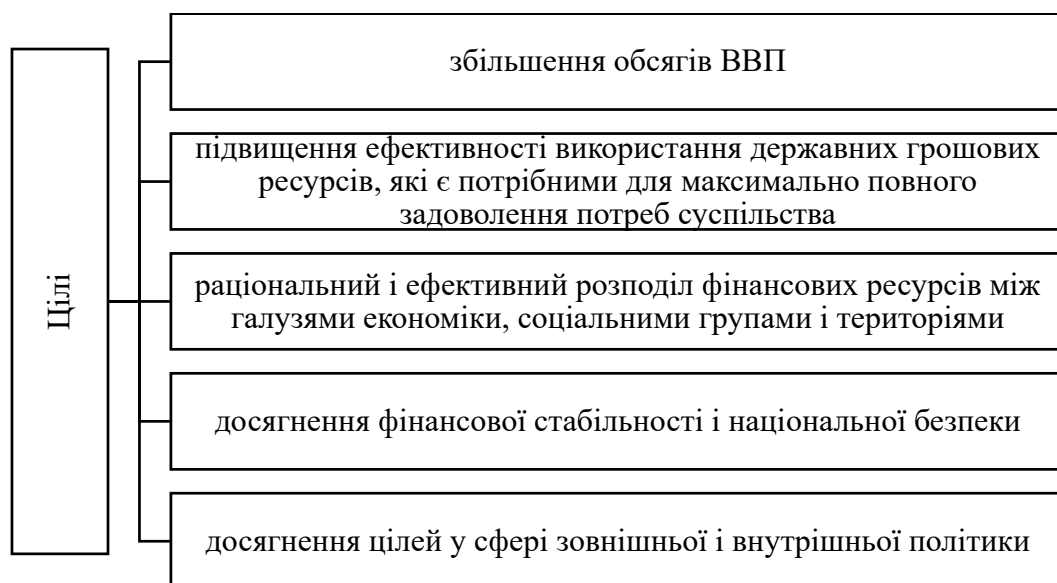 Цілі
збільшення обсягів ВВП
підвищення ефективності використання державних грошових
ресурсів, які є потрібними для максимально повного
задоволення потреб суспільства
раціональний і ефективний розподіл фінансових ресурсів між
галузями економіки, соціальними групами і територіями
досягнення фінансової стабільності і національної безпеки
досягнення цілей у сфері зовнішньої і внутрішньої політики